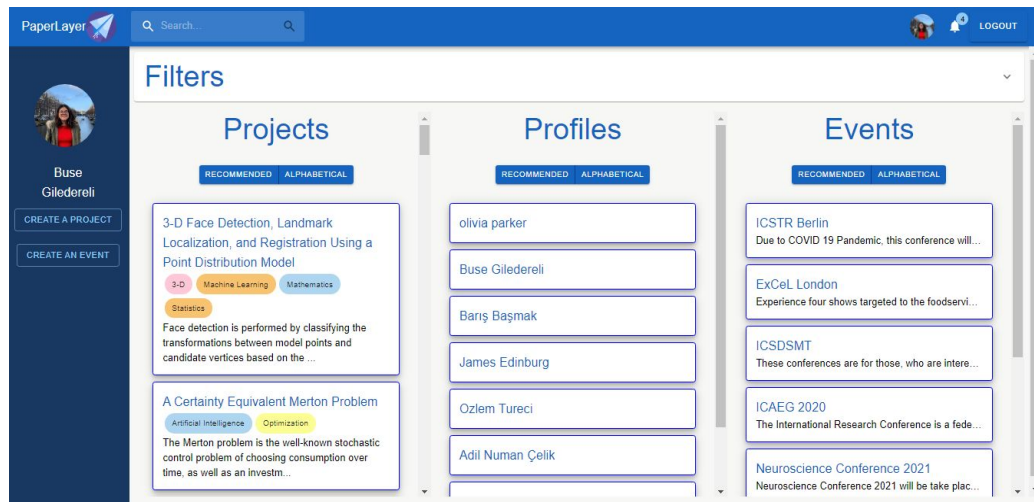 PaperLayer
Search...
4
LOGOUT
Buse
Giledereli
CREATE A PROJECT
CREATE AN EVENT
Filters
Projects
RECOMMENDED ALPHABETICAL
3-D Face Detection, Landmark
Localization, and Registration Using a
Point Distribution Model
3-D Machine Learning Mathematics
Statistics
Face detection is performed by classifying the
transformations between model points and
candidate vertices based on the ...
A Certainty Equivalent Merton Problem
Artificial Intelligence Optimization
The Merton problem is the well-known stochastic
control problem of choosing consumption over
time, as well as an investm...
Profiles
RECOMMENDED ALPHABETICAL
olivia parker
Buse Giledereli
Barış Başmak
James Edinburg
Ozlem Tureci
Adil Numan Çelik
Events
RECOMMENDED ALPHABETICAL
ICSTR Berlin
Due to COVID 19 Pandemic, this conference will...
ExCeL London
Experience four shows targeted to the foodservi...
ICSDSMT
These conferences are for those, who are intere...
ICAEG 2020
The International Research Conference is a fede...
Neuroscience Conference 2021
Neuroscience Conference 2021 will be take plac...